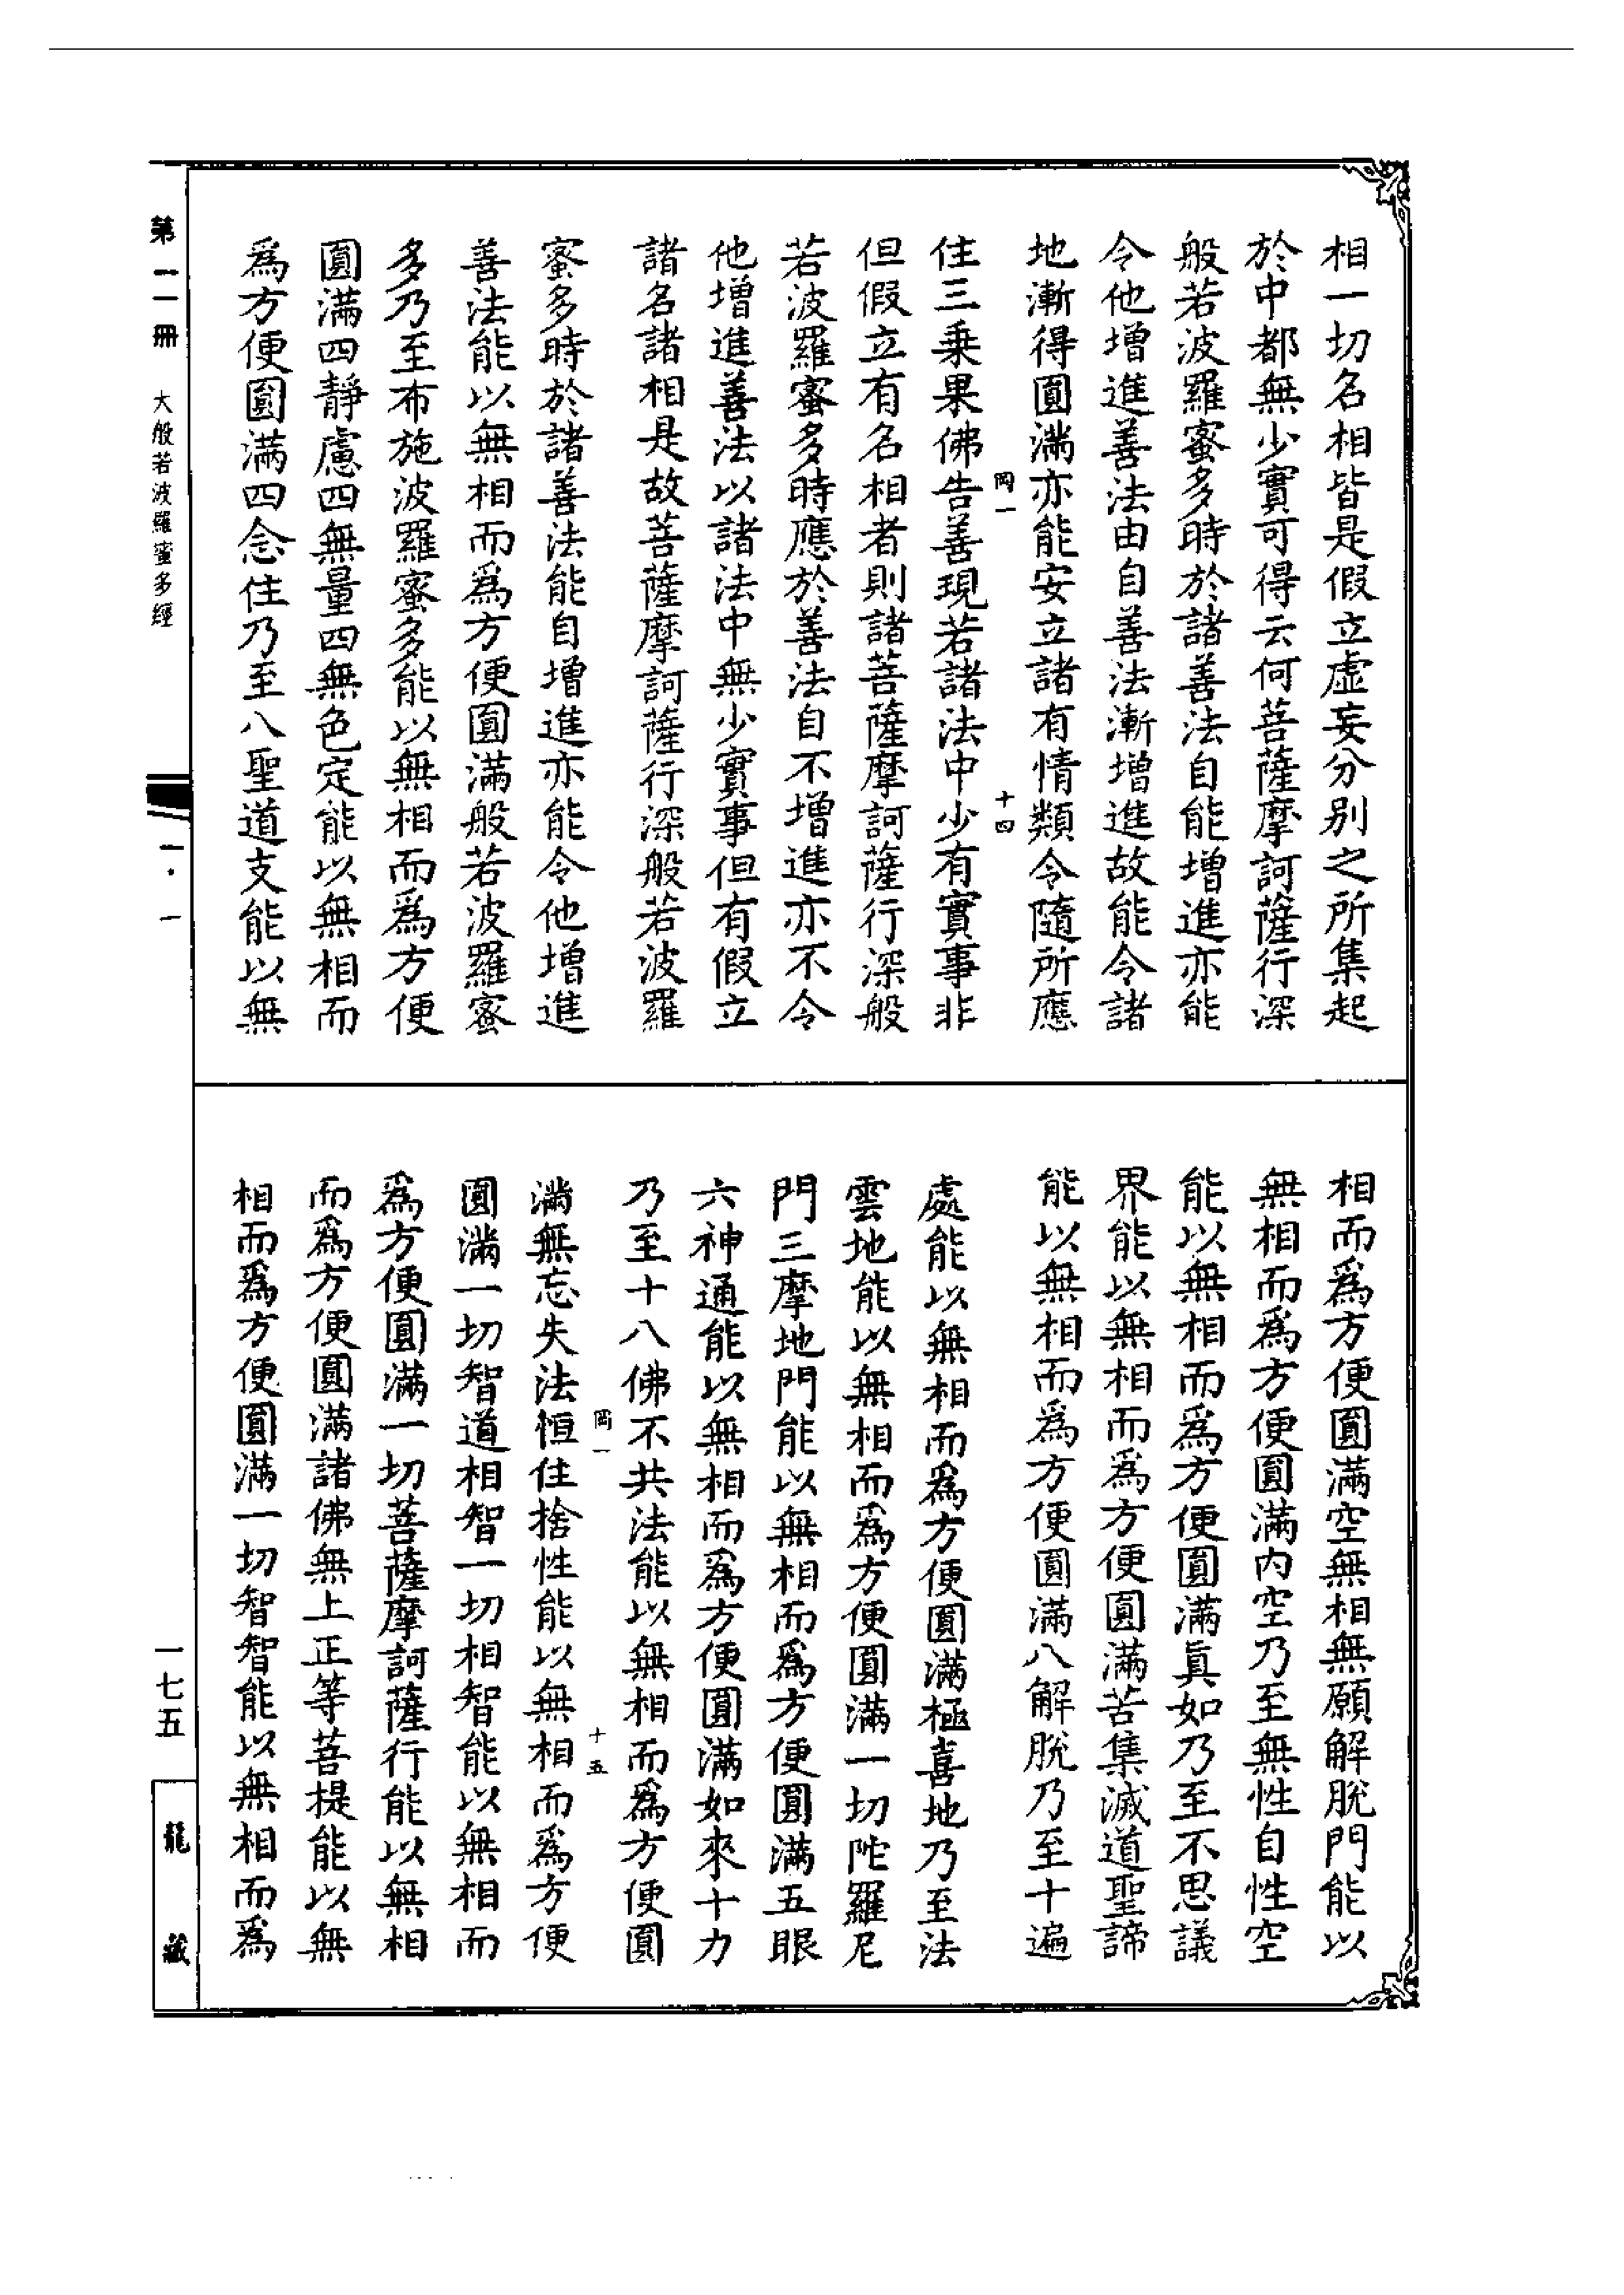 相一切名相皆是假立虛妄分别之所集起
於中都無少實可得云何菩薩摩訶薩行深
般若波羅蜜多時於諸善法自能增進亦能
令他增進善法由自善法漸增進故能令諸
地漸得圓滿亦能安立諸有情類令隨所應
岡一
十四
住三乗果佛告善現若諸法中少有實事非
但假立有名相者則諸菩薩摩訶薩行深般
若波羅蜜多時應於善法自不增進亦不令
他增進善法以諸法中無少實事但有假立
諸名諸相是故菩薩摩訶薩行深般若波羅
蜜多時於諸善法能自增進亦能令他增進
善法能以無相而爲方便圓滿般若波羅蜜
多乃至布施波羅蜜多能以無相而爲方便
圓滿四靜慮四無量四無色定能以無相而
爲方便圓滿四念住乃至八聖道支能以無
相而爲方便圓滿空無相無願解脫門能以
無相而爲方便圓滿内空乃至無性自性空
能以無相而爲方便圓滿眞如乃至不思議
界能以無相而爲方便圓滿苦集滅道聖諦
能以無相而爲方便圓滿八解脫乃至十遍
處能以無相而爲方便圓滿極喜地乃至法
雲地能以無相而爲方便圓滿一切陀羅尼
門三摩地門能以無相而爲方便圓滿五眼
六神通能以無相而爲方便圓滿如來十力
乃至十八佛不共法能以無相而爲方便圓
岡一
十五
滿無忘失法恒住捨性能以無相而爲方便
圓滿一切智道相智一切相智能以無相而
爲方便圓滿一切菩薩摩訶薩行能以無相
而爲方便圓滿諸佛無上正等菩提能以無
相而爲方便圓滿一切智智能以無相而爲
第一一冊
大般若波羅蜜多經
一·一
一七五
龍藏